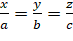 x/a = y/b = z/c